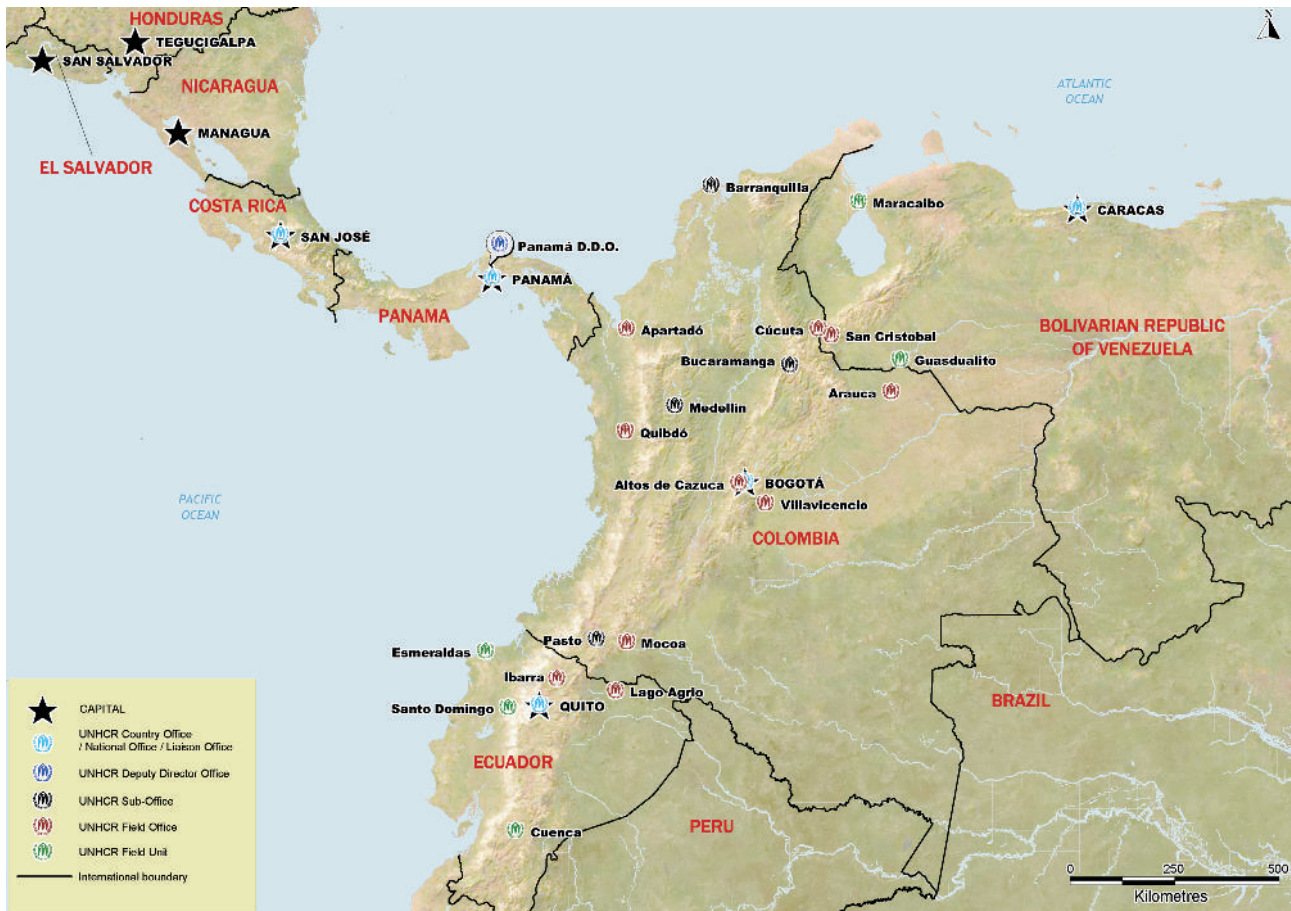 N
HONDURAS
TEGUCIGALPA
SAN SALVADOR
NICARAGUA
ATLANTIC
OCEAN
MANAGUA
EL SALVADOR
Barranquilla
Maracaibo
COSTA RICA
CARACAS
SAN JOSÉ
Panamá D.D.O.
PANAMÁ
PANAMA
Apartadó
Cúcuta
San Cristobal
BOLIVARIAN REPUBLIC
OF VENEZUELA
Bucaramanga
Guasdualito
Arauca
Medellin
Quibdó
Altos de Cazuca
BOGOTÁ
PACIFIC
OCEAN
Villavicencio
COLOMBIA
Pasto
Mocoa
Esmeraldas
Ibarra
Lago Agrio
Santo Domingo
QUITO
BRAZIL
ECUADOR
PERU
Cuenca
CAPITAL
UNHCR Country Office
/ National Office / Liaison Office
UNHCR Deputy Director Office
UNHCR Sub-Office
UNHCR Field Office
UNHCR Field Unit
International boundary
0 250 500
Kilometres